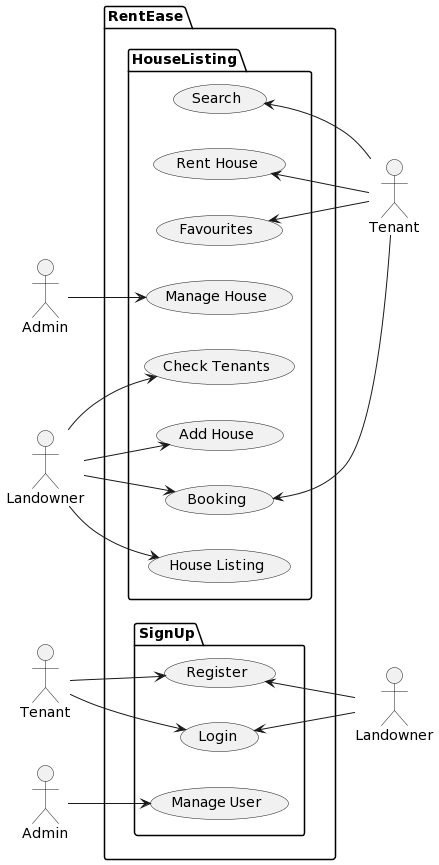 RentEase
HouseListing
Search
Rent House
Tenant
Favourites
Manage House
Admin
Check Tenants
Add House
Landowner
Booking
House Listing
SignUp
Register
Tenant
Landowner
Login
Manage User
Admin